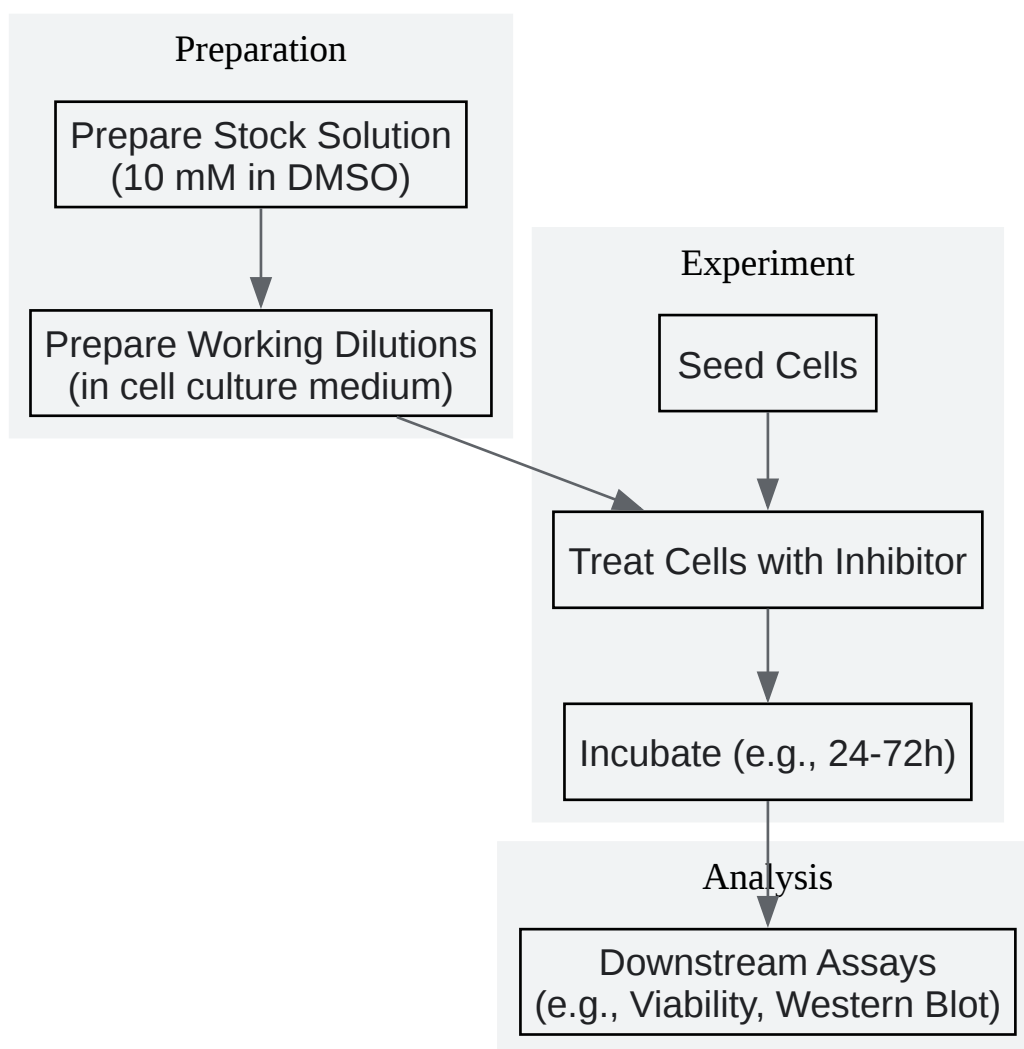 Preparation
Prepare Stock Solution
(10 mM in DMSO)
Prepare Working Dilutions
(in cell culture medium)
Experiment
Seed Cells
Treat Cells with Inhibitor
Incubate (e.g., 24-72h)
Analysis
Downstream Assays
(e.g., Viability, Western Blot)